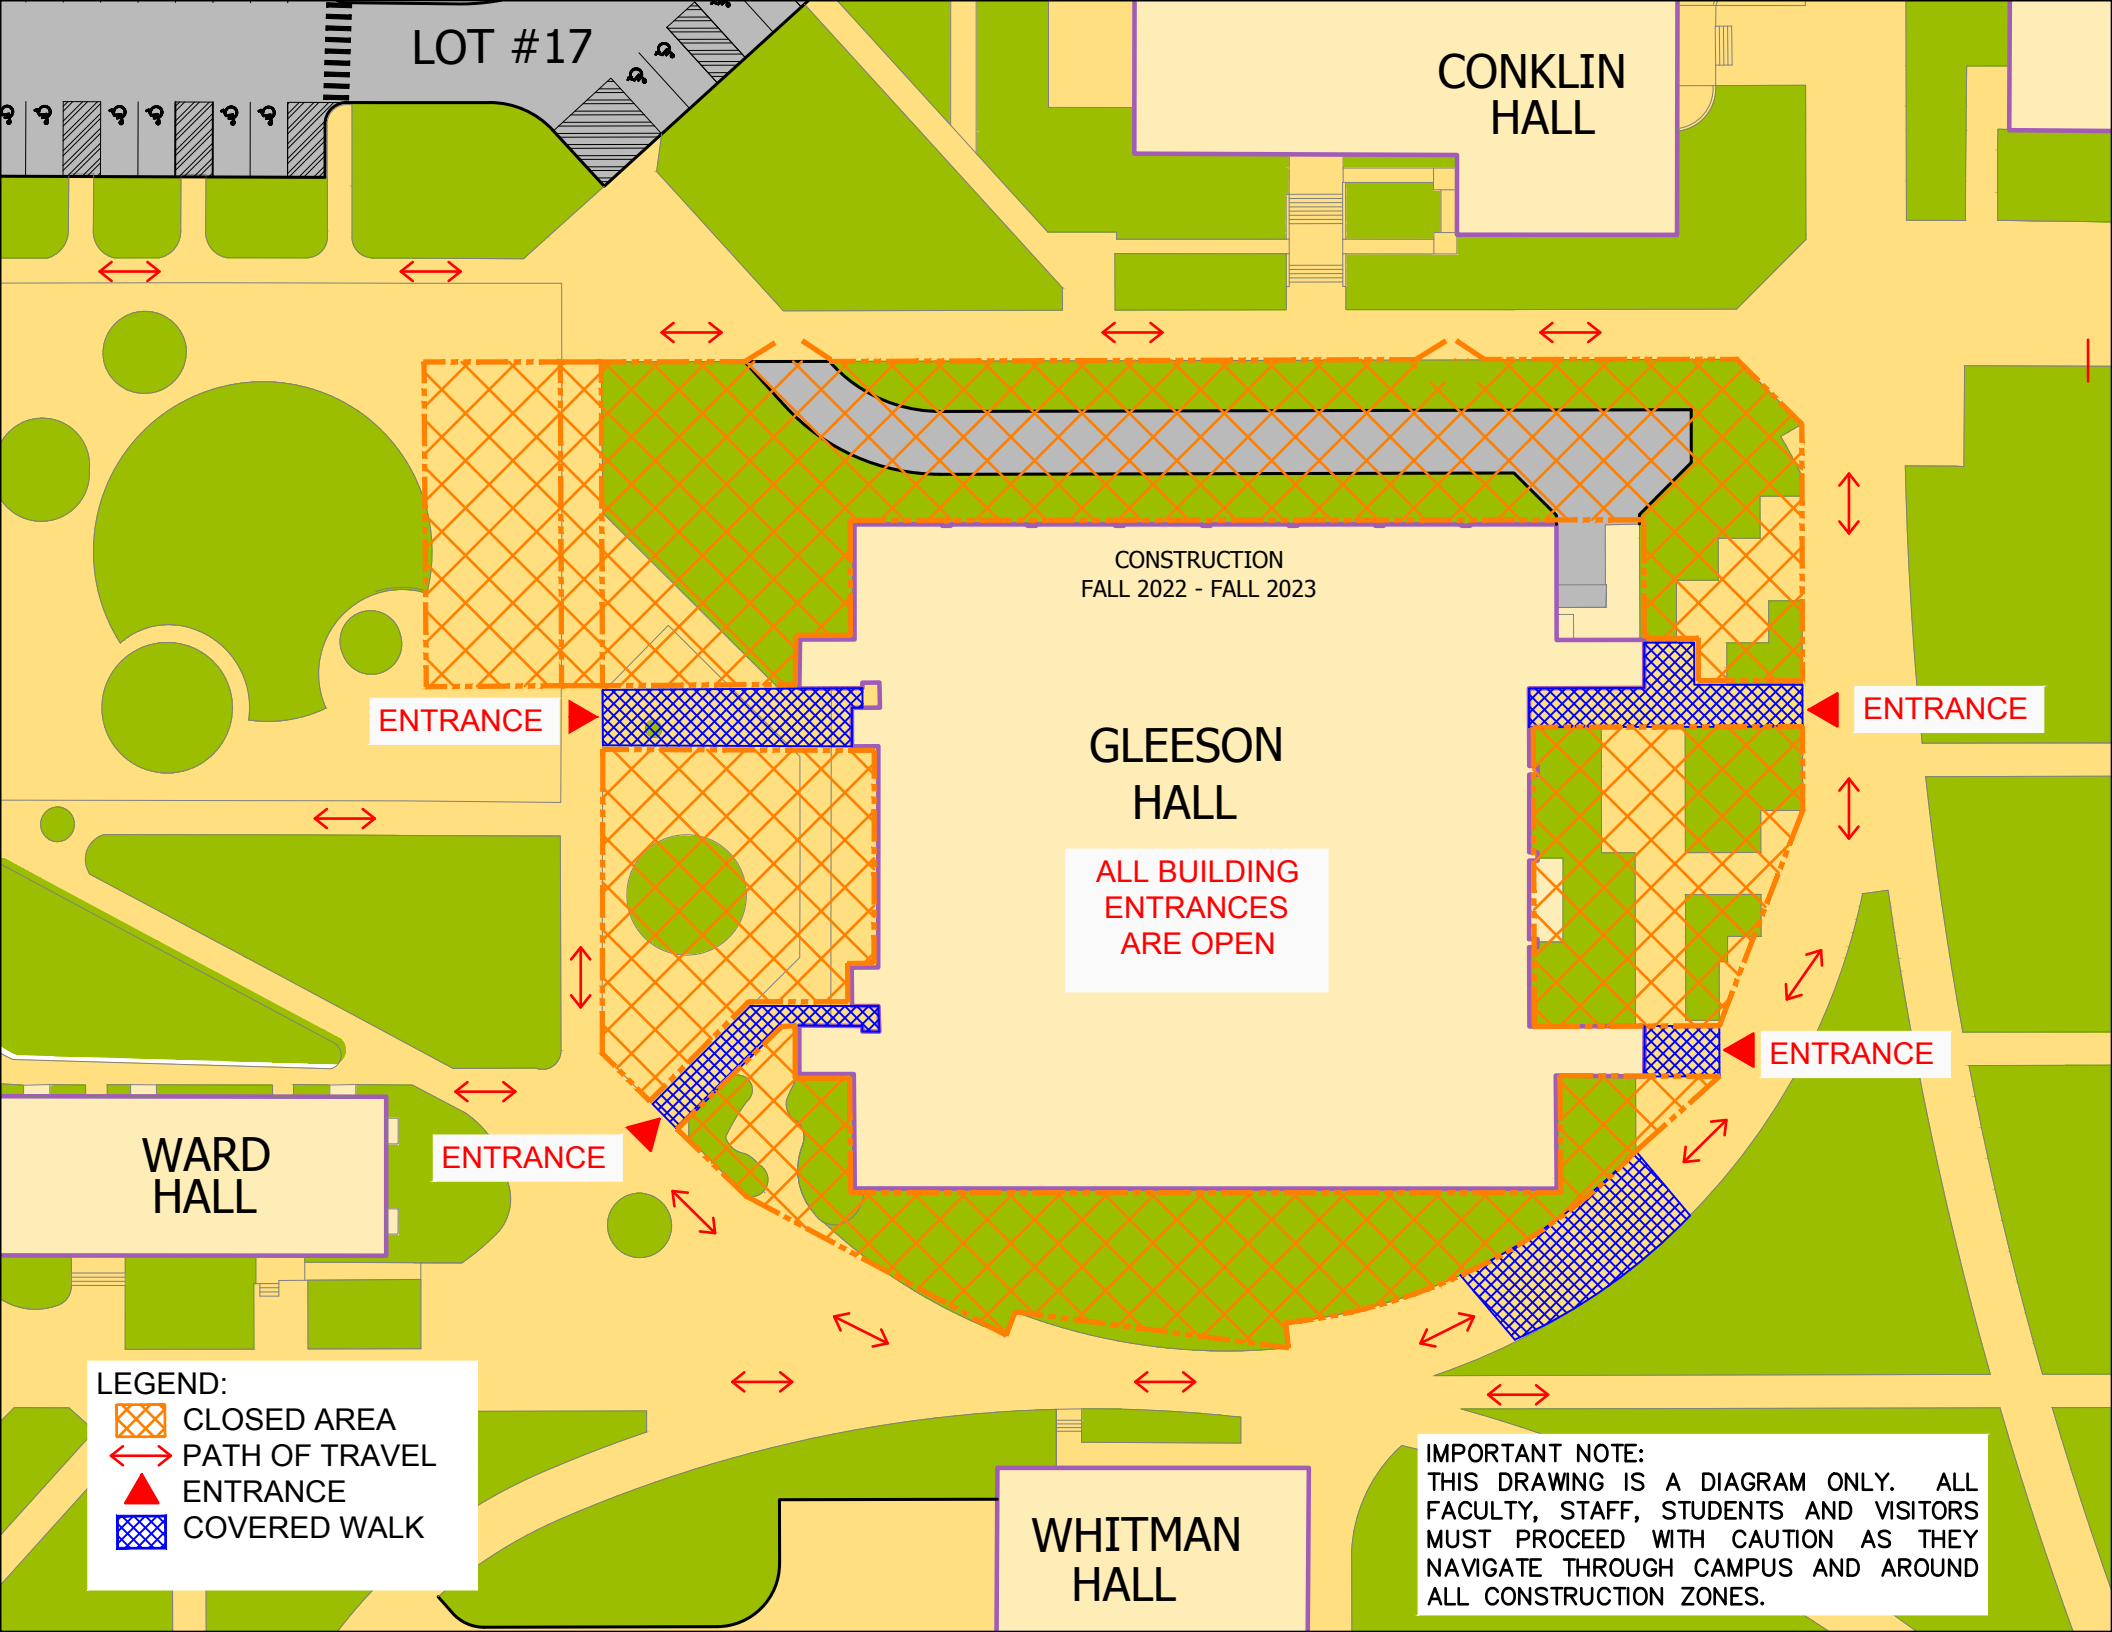 LOT #17
CONKLIN
HALL
CONSTRUCTION
FALL 2022 - FALL 2023
ENTRANCE
ENTRANCE
GLEESON
HALL
ALL BUILDING
ENTRANCES
ARE OPEN
ENTRANCE
ENTRANCE
WARD
HALL
LEGEND:
CLOSED AREA
PATH OF TRAVEL
ENTRANCE
COVERED WALK
WHITMAN
HALL
IMPORTANT NOTE:
THIS DRAWING IS A DIAGRAM ONLY. ALL
FACULTY, STAFF, STUDENTS AND VISITORS
MUST PROCEED WITH CAUTION AS THEY
NAVIGATE THROUGH CAMPUS AND AROUND
ALL CONSTRUCTION ZONES.